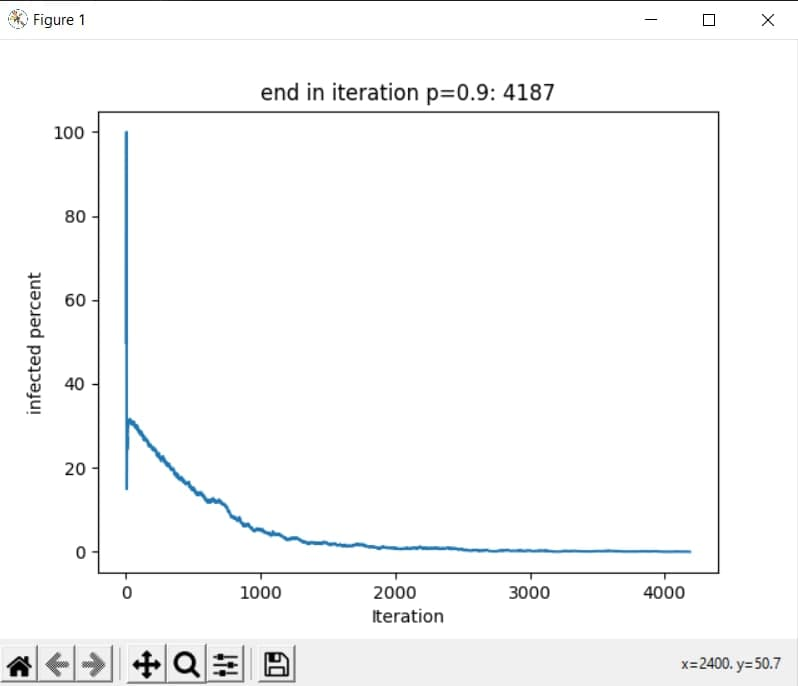 Figure 1
end in iteration p=0.9: 4187
100
80
60
40
20
0
infected percent
0 1000 2000 3000 4000
Iteration
x=2400. y=50.7